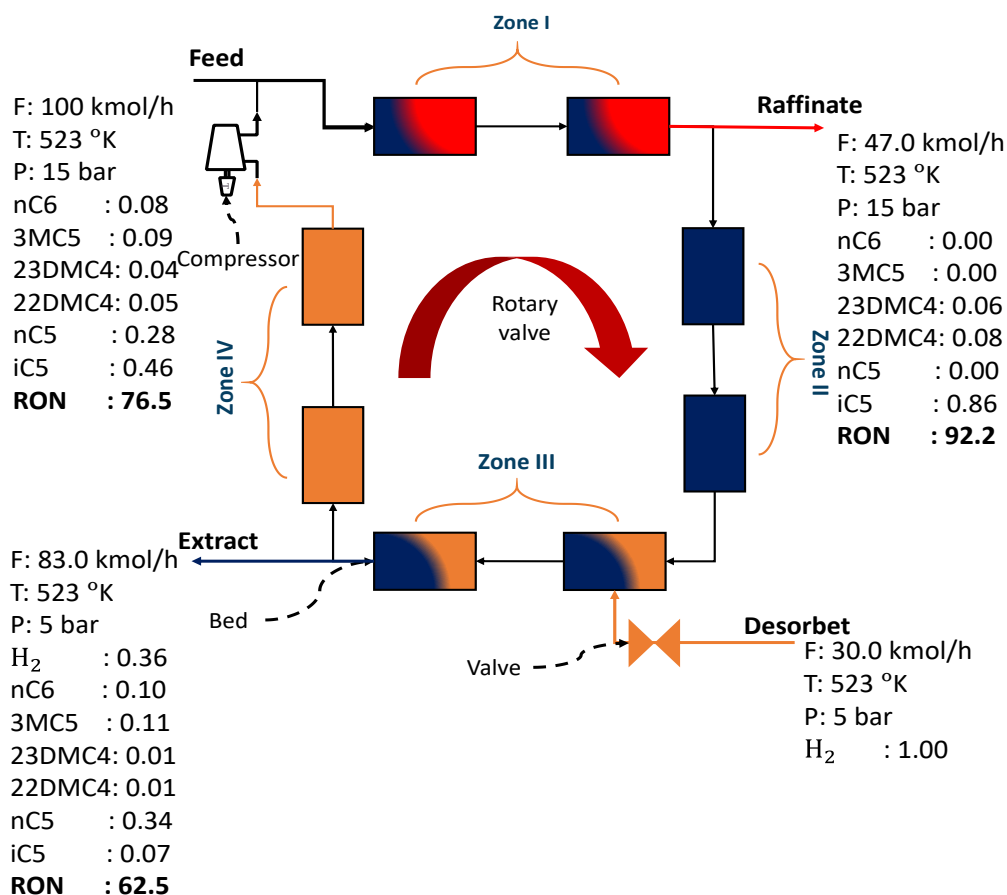 Zone I
Feed
F: 100 kmol/h
T: 523 °K
P: 15 bar
nC6 : 0.08
3MC5 : 0.09
23DMC4: 0.04
22DMC4: 0.05
nC5 : 0.28
iC5 : 0.46
RON : 76.5
Compressor
Raffinate
F: 47.0 kmol/h
T: 523 °K
P: 15 bar
nC6 : 0.00
3MC5 : 0.00
23DMC4: 0.06
22DMC4: 0.08
nC5 : 0.00
iC5 : 0.86
RON : 92.2
Rotary
valve
Zone IV
Zone II
Zone III
Extract
F: 83.0 kmol/h
T: 523 °K
P: 5 bar
H₂ : 0.36
nC6 : 0.10
3MC5 : 0.11
23DMC4: 0.01
22DMC4: 0.01
nC5 : 0.34
iC5 : 0.07
RON : 62.5
Bed
Valve
Desorbet
F: 30.0 kmol/h
T: 523 °K
P: 5 bar
H₂ : 1.00